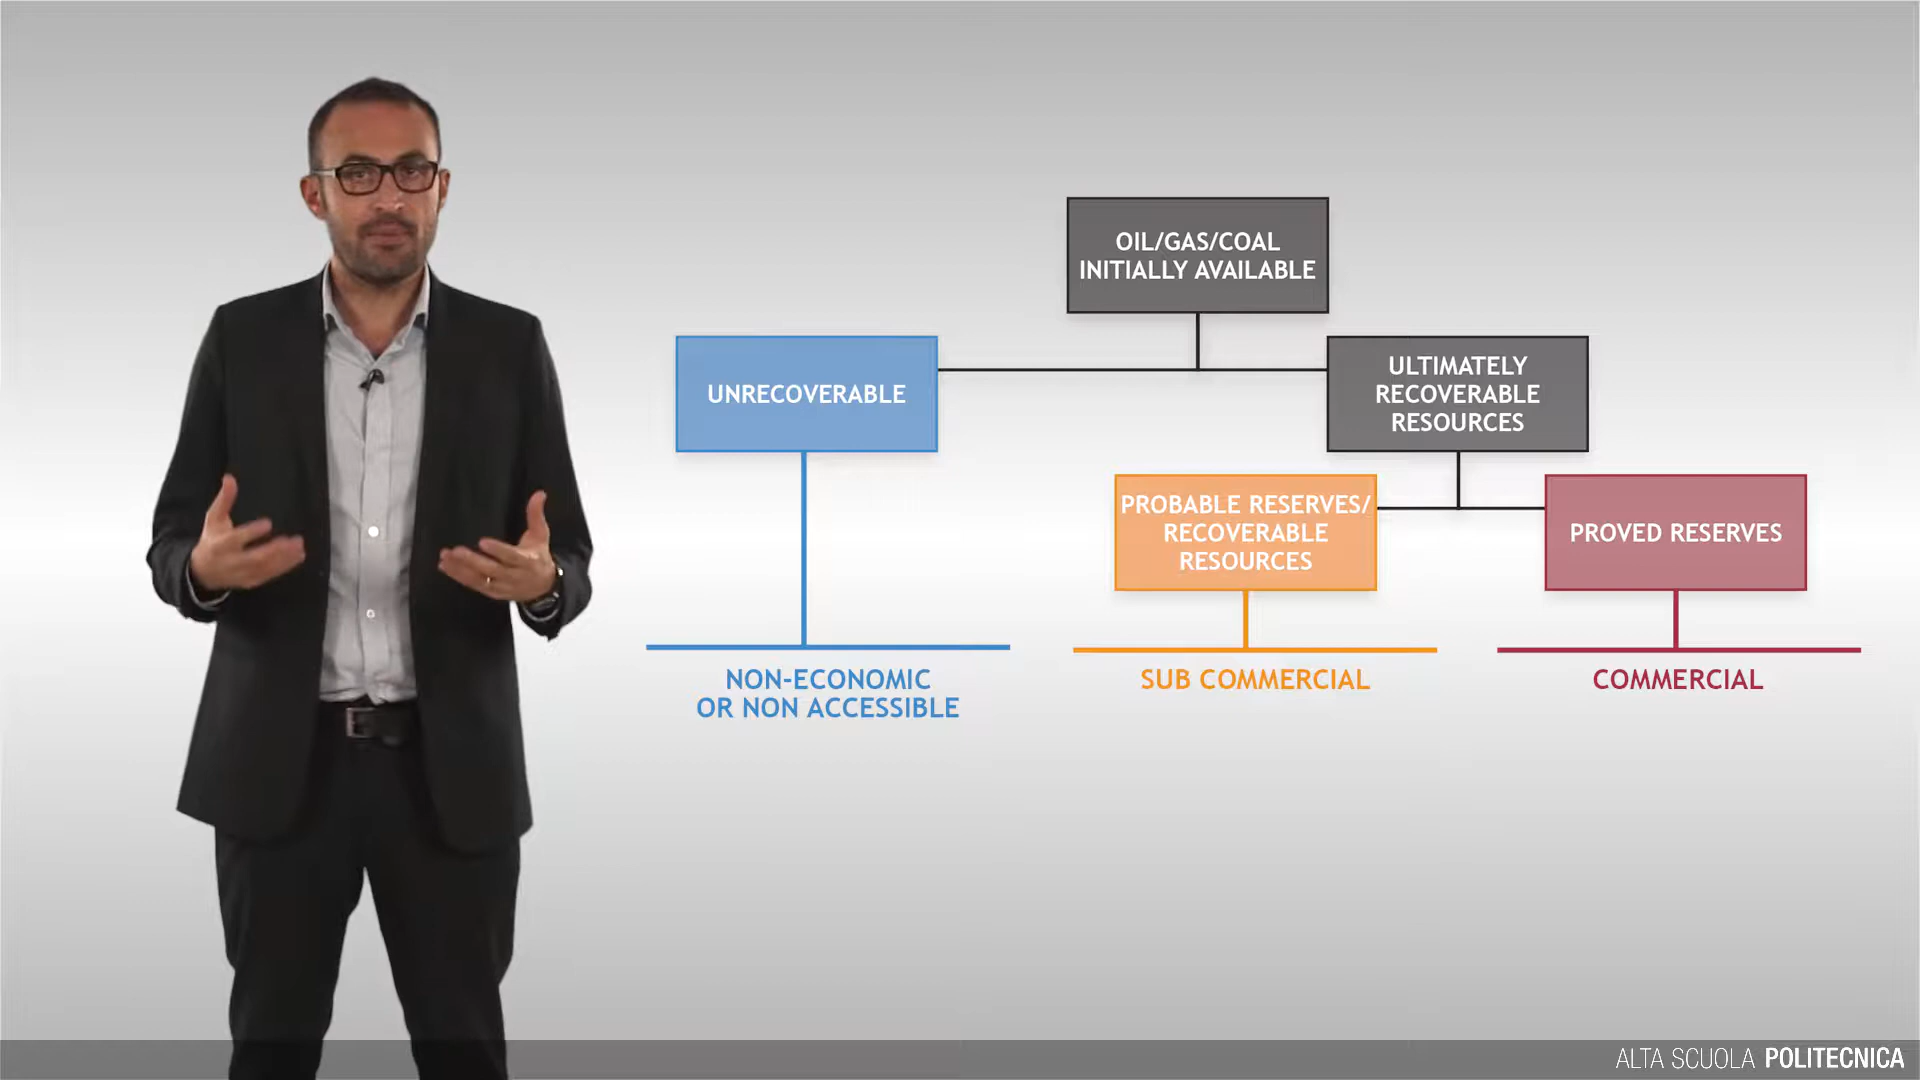 OIL/GAS/COAL
INITIALLY AVAILABLE
UNRECOVERABLE
ULTIMATELY
RECOVERABLE
RESOURCES
PROBABLE RESERVES/
RECOVERABLE
RESOURCES
PROVED RESERVES
NON-ECONOMIC
OR NON ACCESSIBLE
SUB COMMERCIAL
COMMERCIAL
ALTA SCUOLA POLITECNICA